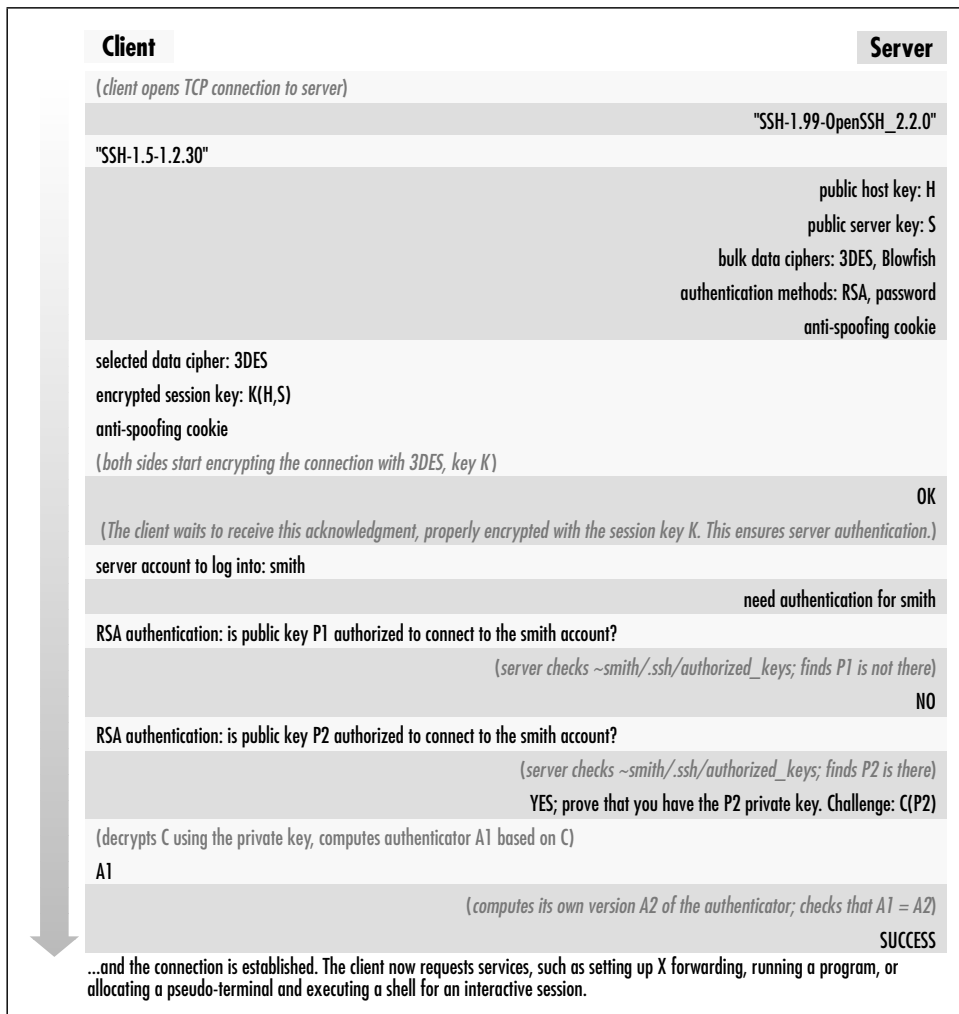 Client
Server
(client opens TCP connection to server)
"SSH-1.99-OpenSSH_2.2.0"
"SSH-1.5-1.2.30"
public host key: H
public server key: S
bulk data ciphers: 3DES, Blowfish
authentication methods: RSA, password
anti-spoofing cookie
selected data cipher: 3DES
encrypted session key: K(H,S)
anti-spoofing cookie
(both sides start encrypting the connection with 3DES, key K)
OK
(The client waits to receive this acknowledgment, properly encrypted with the session key K. This ensures server authentication.)
server account to log into: smith
need authentication for smith
RSA authentication: is public key P1 authorized to connect to the smith account?
(server checks ~smith/.ssh/authorized_keys; finds P1 is not there)
NO
RSA authentication: is public key P2 authorized to connect to the smith account?
(server checks ~smith/.ssh/authorized_keys; finds P2 is there)
YES; prove that you have the P2 private key. Challenge: C(P2)
(decrypts C using the private key, computes authenticator A1 based on C)
A1
(computes its own version A2 of the authenticator; checks that A1 = A2)
SUCCESS
...and the connection is established. The client now requests services, such as setting up X forwarding, running a program, or
allocating a pseudo-terminal and executing a shell for an interactive session.